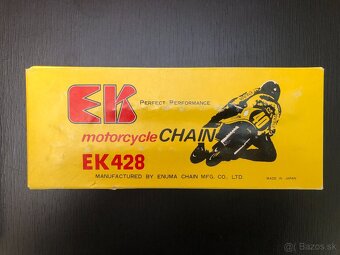 EK
PERFECT PERFORMANCE
motorcycle CHAIN
EK428
MANUFACTURED BY ENUMA CHAIN MFG. CO., LTD.
MADE IN JAPAN
Bazos.sk